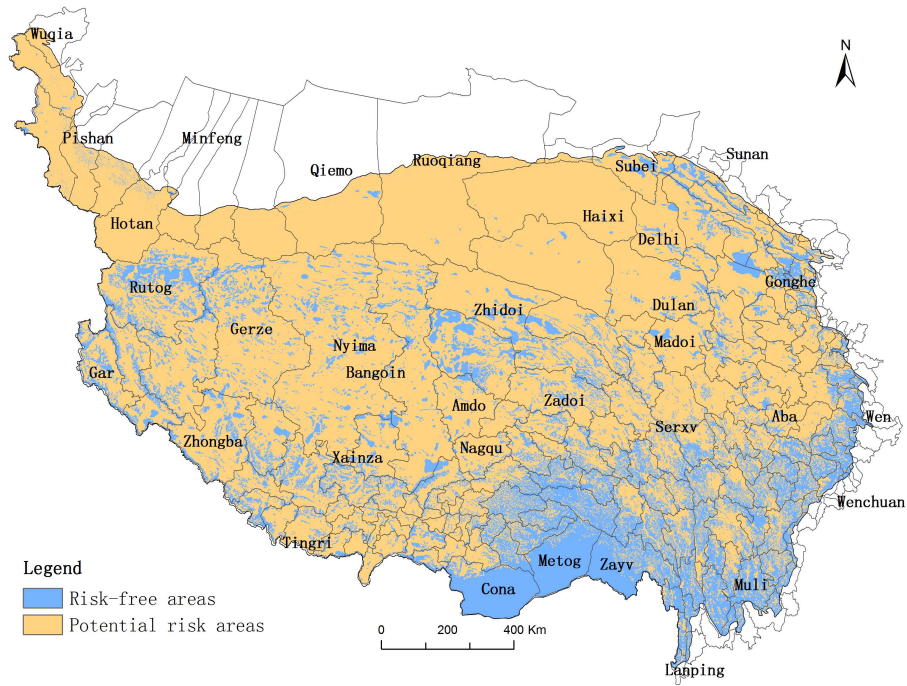 Wuqia
N
Pishan
Minfeng
Qiemo
Ruoqiang
Subei
Sunan
Hotan
Haixi
Delhi
Rutog
Gonghe
Zhidoi
Dulan
Gerze
Nyima
Madoi
Gar
Bangoin
Amdo
Zadoi
Aba
Wen
Serxv
Zhongba
Nagqu
Xainza
Wenchuan
Tingri
Metog
Zayv
Cona
Muli
Lanping
Legend
Risk-free areas
Potential risk areas
0 200 400 Km